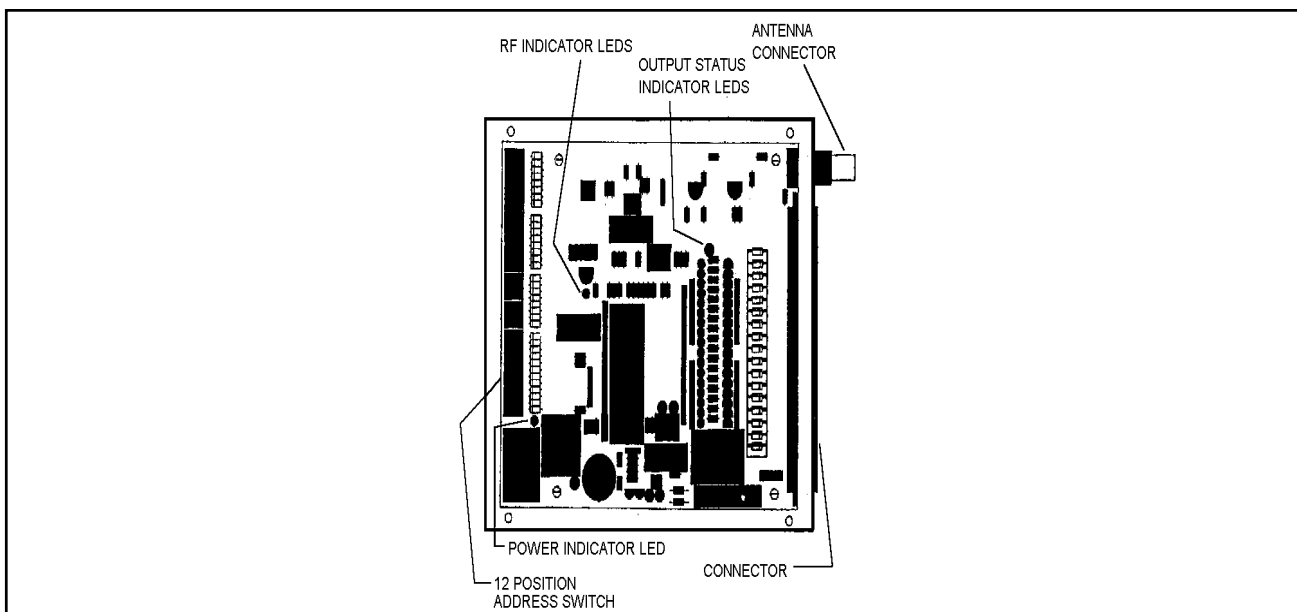 RF INDICATOR LEDS
OUTPUT STATUS
INDICATOR LEDS
ANTENNA
CONNECTOR
POWER INDICATOR LED
12 POSITION
ADDRESS SWITCH
CONNECTOR